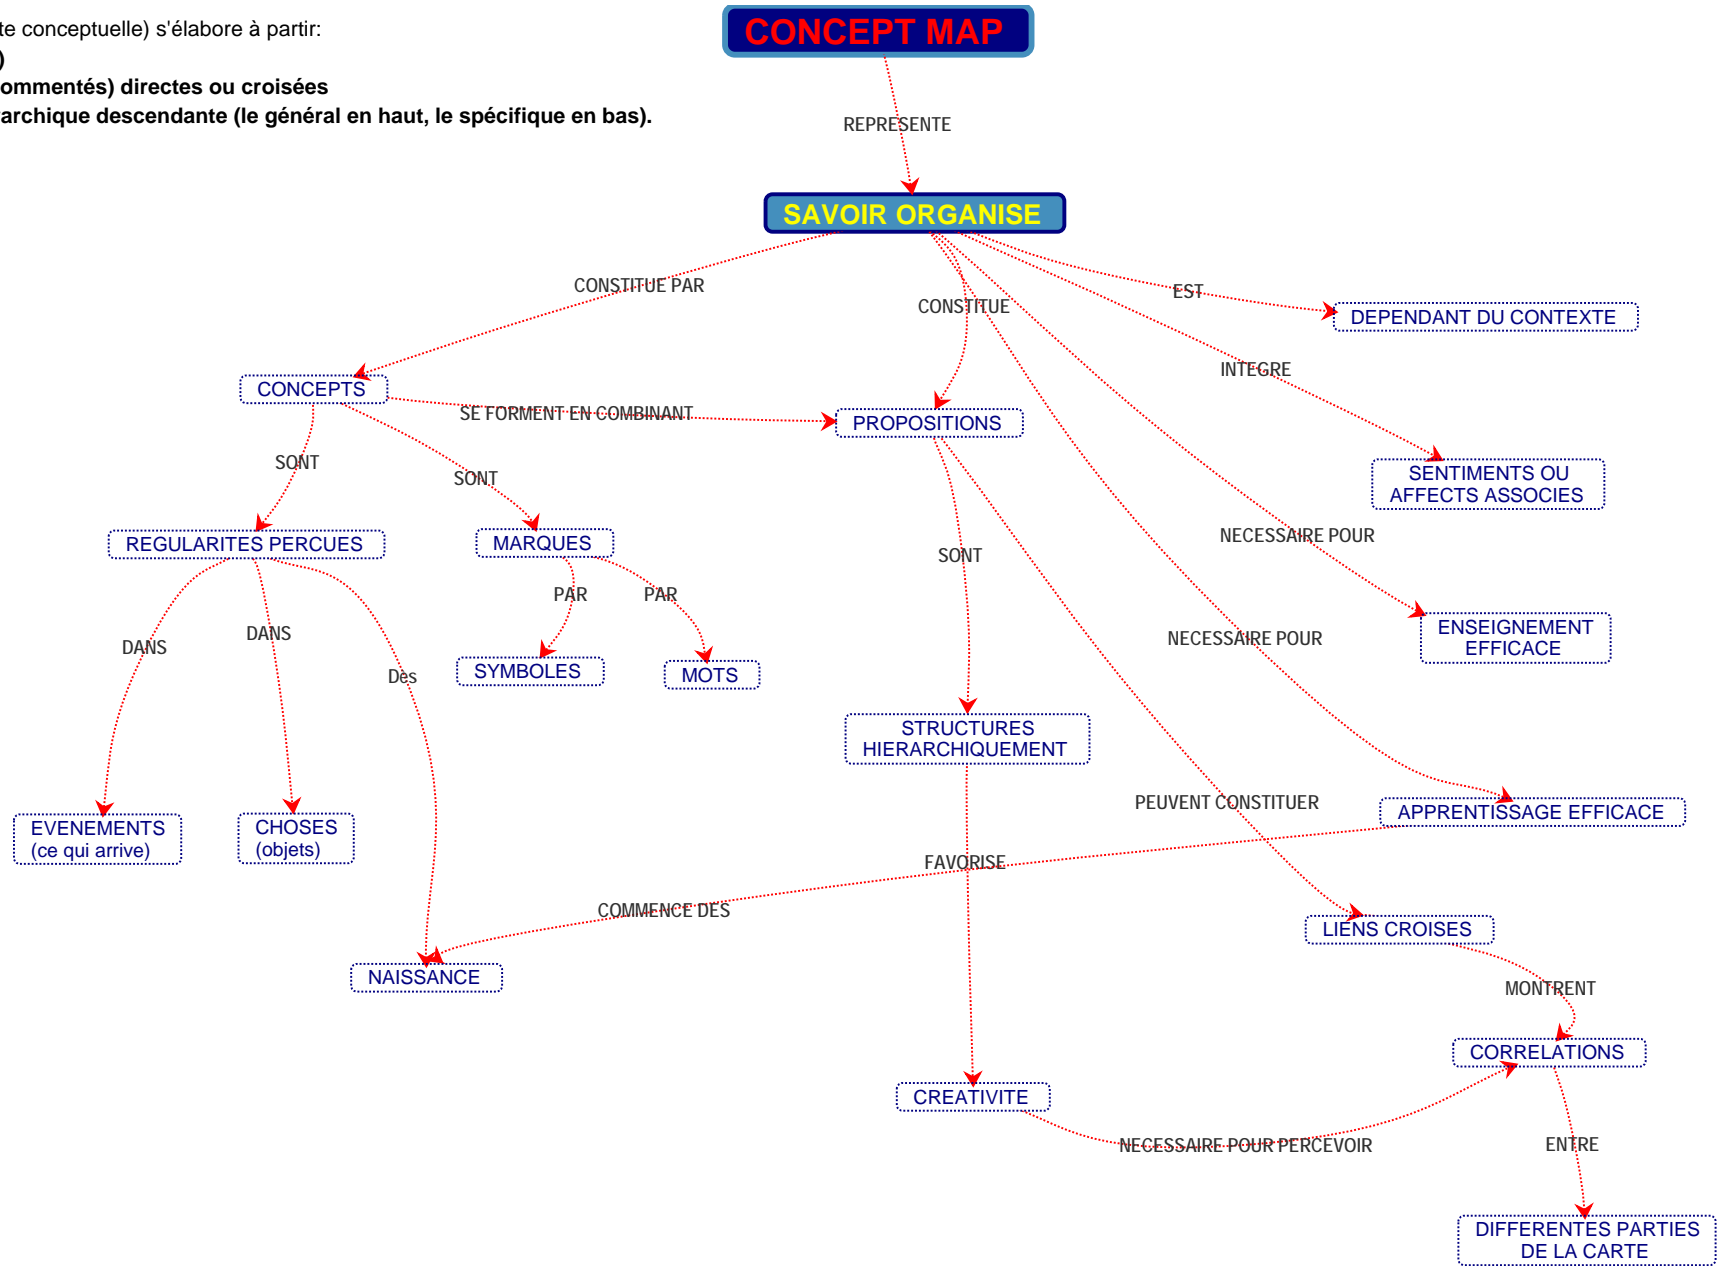 te conceptuelle) s'élabore à partir:
)
ommentés) directes ou croisées
archique descendante (le général en haut, le spécifique en bas).
CONCEPT MAP
REPRESENTE
SAVOIR ORGANISE
CONSTITUE PAR
CONSTITUE
EST
DEPENDANT DU CONTEXTE
INTEGRE
CONCEPTS
SE FORMENT EN COMBINANT
PROPOSITIONS
SONT
SONT
SENTIMENTS OU
AFFECTS ASSOCIES
REGULARITES PERCUES
MARQUES
SONT
NECESSAIRE POUR
PAR
PAR
DANS
DANS
NECESSAIRE POUR
ENSEIGNEMENT
EFFICACE
Des
SYMBOLES
MOTS
STRUCTURES
HIERARCHIQUEMENT
PEUVENT CONSTITUER
APPRENTISSAGE EFFICACE
EVENEMENTS
(ce qui arrive)
CHOSES
(objets)
FAVORISE
COMMENCE DES
LIENS CROISES
NAISSANCE
MONTRENT
CORRELATIONS
CREATIVITE
NECESSAIRE POUR PERCEVOIR
ENTRE
DIFFERENTES PARTIES
DE LA CARTE